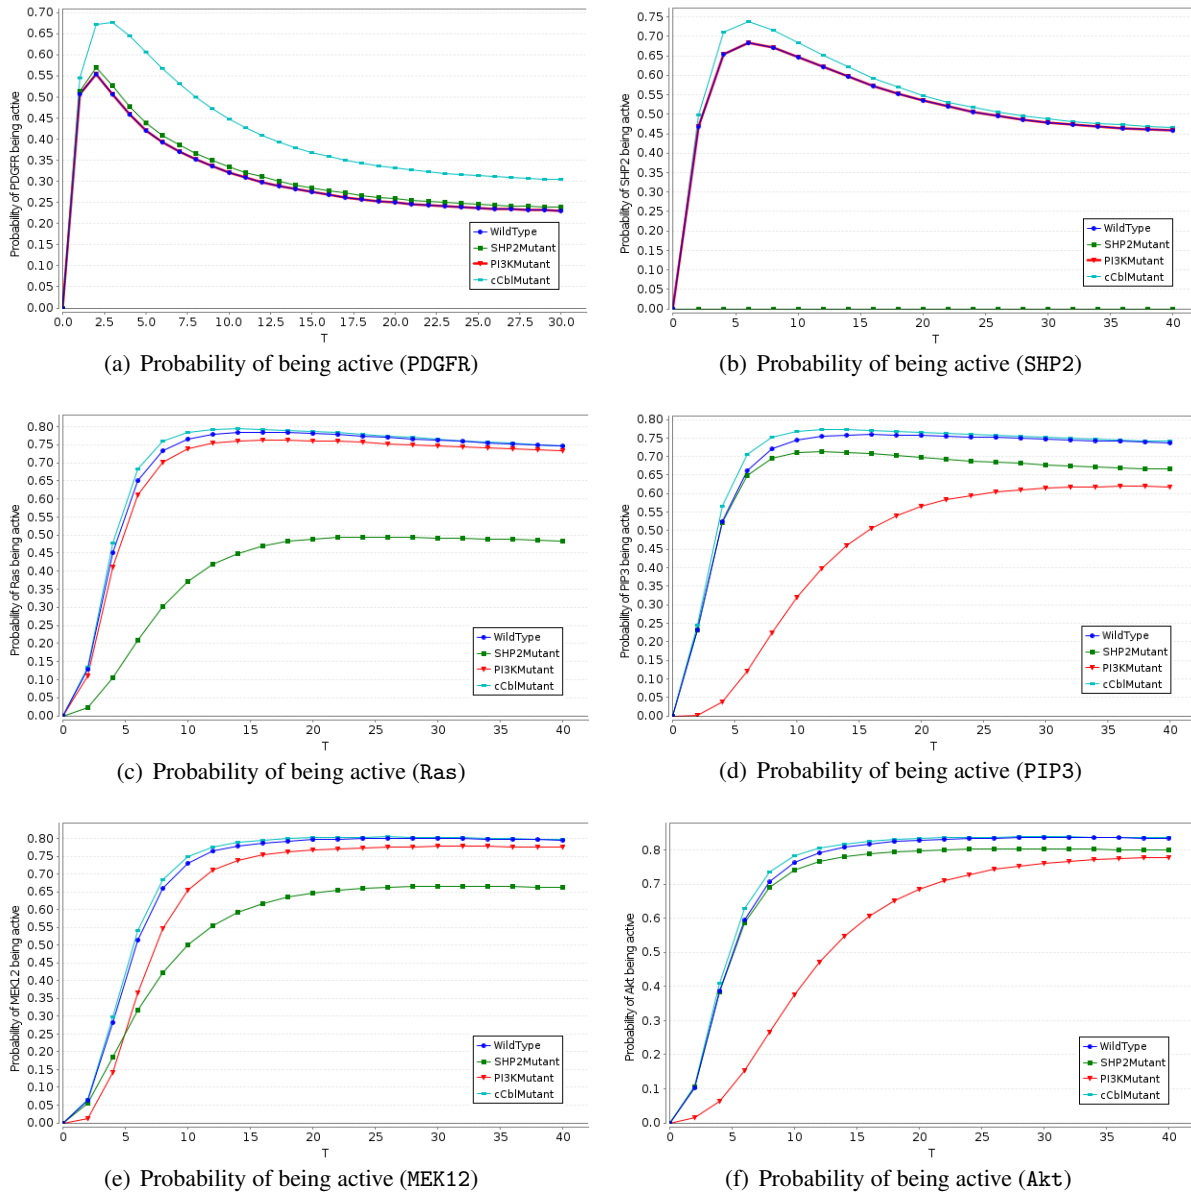 0.70
0.65
0.60
0.55
0.50
0.45
0.40
0.35
0.30
0.25
0.20
0.15
0.10
0.05
0.00
Probability of PDGFR being active
WildType
SHP2Mutant
PI3KMutant
cCblMutant
0.0 2.5 5.0 7.5 10.0 12.5 15.0 17.5 20.0 22.5 25.0 27.5 30.0
T
(a) Probability of being active (PDGFR)
0.75
0.70
0.65
0.60
0.55
0.50
0.45
0.40
0.35
0.30
0.25
0.20
0.15
0.10
0.05
0.00
Probability of SHP2 being active
WildType
SHP2Mutant
PI3KMutant
cCblMutant
0 5 10 15 20 25 30 35 40
T
(b) Probability of being active (SHP2)
0.80
0.75
0.70
0.65
0.60
0.55
0.50
0.45
0.40
0.35
0.30
0.25
0.20
0.15
0.10
0.05
0.00
Probability of Ras being active
WildType
SHP2Mutant
PI3KMutant
cCblMutant
0 5 10 15 20 25 30 35 40
T
(c) Probability of being active (Ras)
0.80
0.75
0.70
0.65
0.60
0.55
0.50
0.45
0.40
0.35
0.30
0.25
0.20
0.15
0.10
0.05
0.00
Probability of PIP3 being active
WildType
SHP2Mutant
PI3KMutant
cCblMutant
0 5 10 15 20 25 30 35 40
T
(d) Probability of being active (PIP3)
0.80
0.75
0.70
0.65
0.60
0.55
0.50
0.45
0.40
0.35
0.30
0.25
0.20
0.15
0.10
0.05
0.00
Probability of MEK12 being active
WildType
SHP2Mutant
PI3KMutant
cCblMutant
0 5 10 15 20 25 30 35 40
T
(e) Probability of being active (MEK12)
0.8
0.7
0.6
0.5
0.4
0.3
0.2
0.1
0.0
Probability of Akt being active
WildType
SHP2Mutant
PI3KMutant
cCblMutant
0 5 10 15 20 25 30 35 40
T
(f) Probability of being active (Akt)